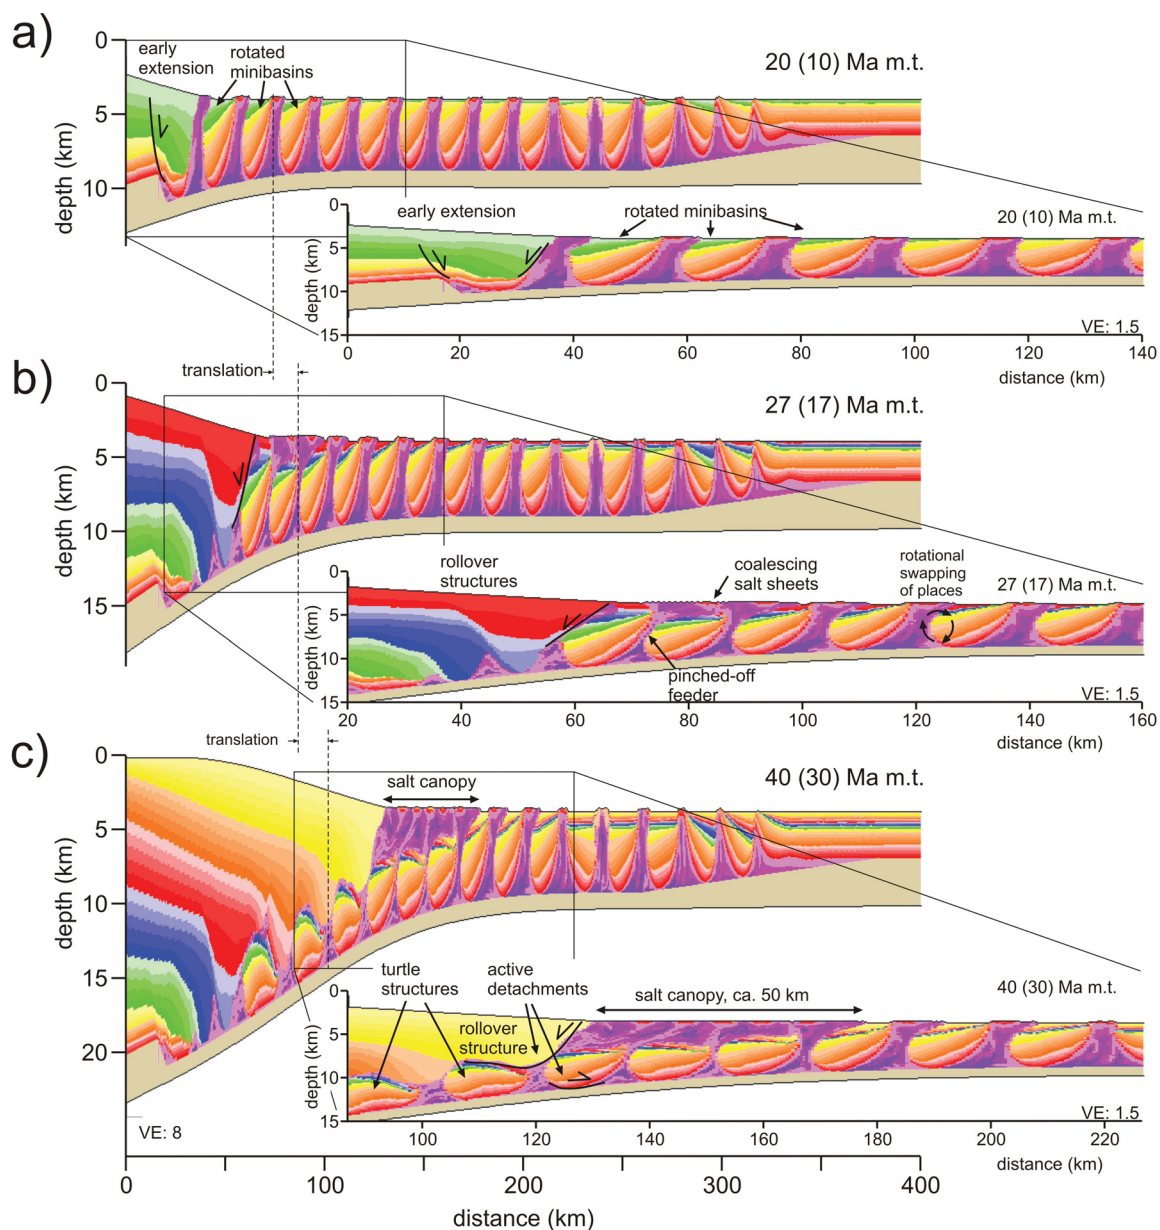 a)
0
5
10
depth (km)
early
extension
rotated
minibasins
20 (10) Ma m.t.
early extension
rotated minibasins
20 (10) Ma m.t.
0
5
10
15
depth (km)
VE: 1.5
0
20
40
60
80
100
120
140
distance (km)
translation
b)
0
5
10
15
depth (km)
27 (17) Ma m.t.
rollover
structures
coalescing
salt sheets
rotational
swapping
of places
27 (17) Ma m.t.
0
5
10
15
depth (km)
pinched-off
feeder
VE: 1.5
20
40
60
80
100
120
140
160
distance (km)
translation
c)
0
5
10
15
20
depth (km)
salt canopy
40 (30) Ma m.t.
turtle
structures
active
detachments
salt canopy, ca. 50 km
40 (30) Ma m.t.
rollover
structure
0
5
10
15
depth (km)
VE: 1.5
100
120
140
160
180
200
220
distance (km)
VE: 8
0
100
200
300
400
distance (km)